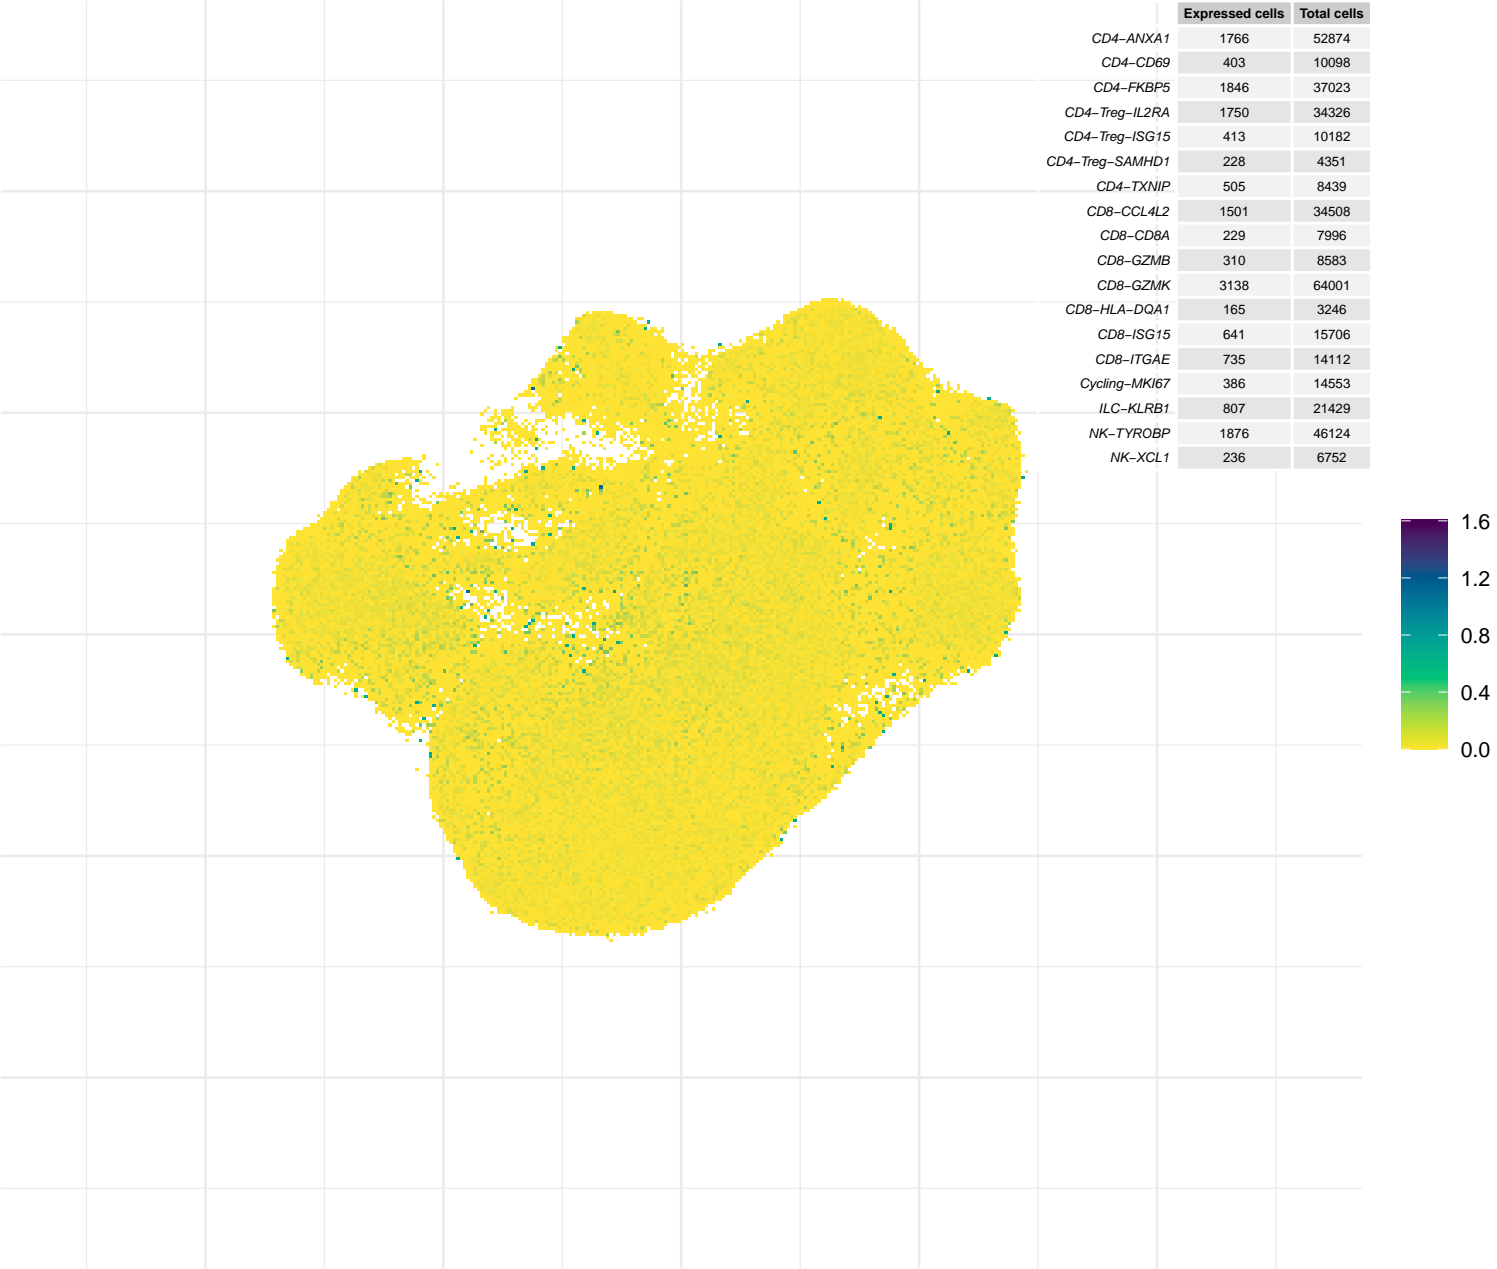 Expressed cells Total cells
CD4−ANXA1 1766 52874
CD4−CD69 403 10098
CD4−FKBP5 1846 37023
CD4−Treg−IL2RA 1750 34326
CD4−Treg−ISG15 413 10182
CD4−Treg−SAMHD1 228 4351
CD4−TXNIP 505 8439
CD8−CCL4L2 1501 34508
CD8−CD8A 229 7996
CD8−GZMB 310 8583
CD8−GZMK 3138 64001
CD8−HLA−DQA1 165 3246
CD8−ISG15 641 15706
CD8−ITGAE 735 14112
Cycling−MKI67 386 14553
ILC−KLRB1 807 21429
NK−TYROBP 1876 46124
NK−XCL1 236 6752
1.6
1.2
0.8
0.4
0.0